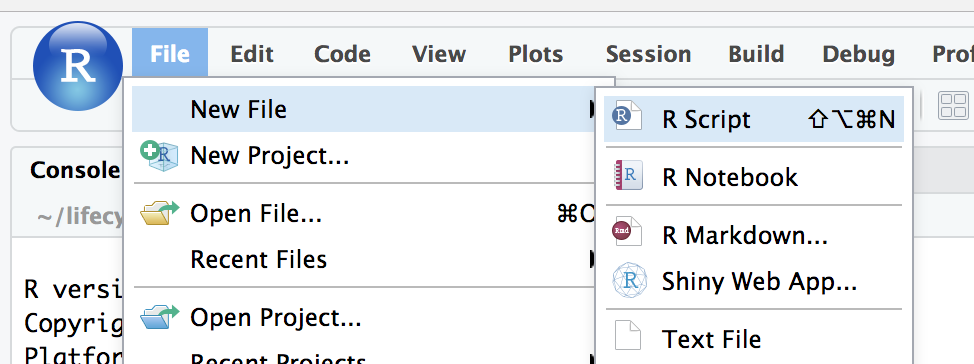 R File Edit Code View Plots Session Build Debug
New File
R Script ⇧⌥⌘N
New Project...
R Notebook
Console
Open File... ⌘O
~/lifecy
R Markdown...
Recent Files
Shiny Web App...
R versi
Copyrig
Open Project...
Text File
Platfor
Recent Projects